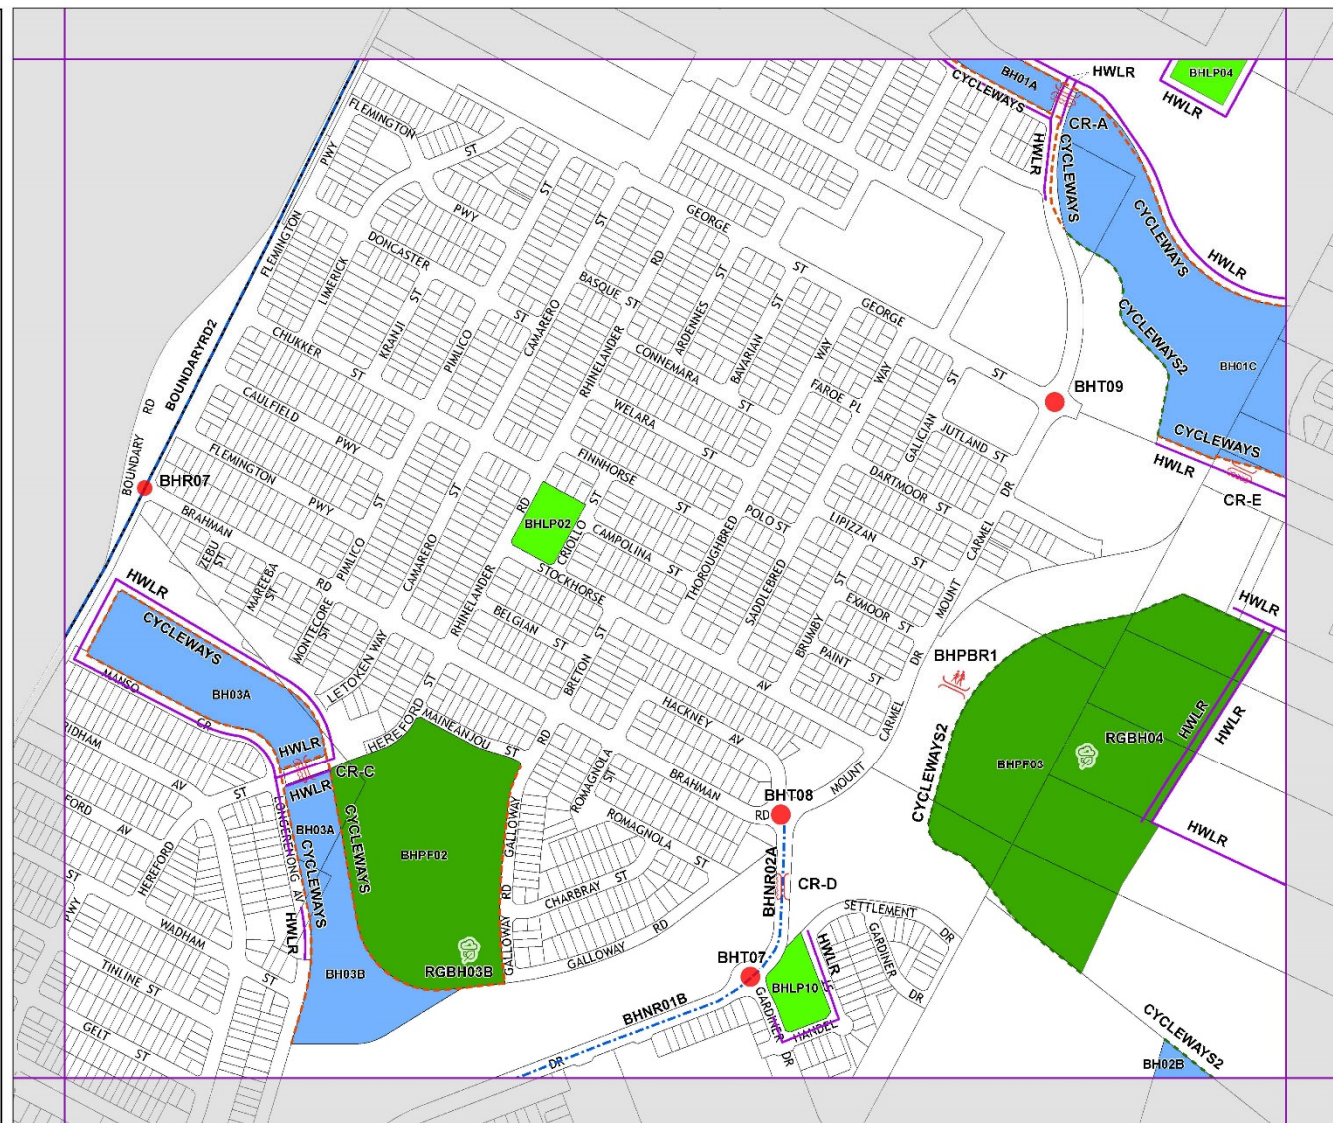 HWLR
BH01A
BHLP04
CYCLEWAYS
HWLR
CR-A
FLEMINGTON
ST
PWY
HWLR
CYCLEWAYS
ST
PWY
GEORGE
ST
CYCLEWAYS
FLEMINGTON
DONCASTER
RD
HWLR
LIMERICK
ST
ST
BASQUE ST
ST
ST
GEORGE
CYCLEWAYS2
BOUNDARYRD2
KRANJI
ST
CAMARERO
ARDENNES
CHUKKER
PIMLICO
RHINELANDER
BAVARIAN
WAY
ST
CONNEMARA
WAY
ST
BH01C
ST
FAROE PL
ST
BHT09
RD
CAULFIELD
WELARA
GALICIAN
JUTLAND ST
CYCLEWAYS
BOUNDARY
PWY
ST
FINNHORSE
HWLR
FLEMINGTON
DARTMOOR
BHR07
ST
ST
RD
ST
DR
CR-E
PWY
ST
ST
BHLP02
POLO ST
LIPIZZAN
BRAHMAN
CRIOLLO
CAMPOLINA
THOROUGHBRED
CARMEL
ZEBU
ST
PIMLICO
CAMARERO
ST
ST
MAREEBA
ST
RD
STOCKHORSE
SADDLEBRED
ST
HWLR
RHINELANDER
EXMOOR
MOUNT
HWLR
CYCLEWAYS
MONTECORE
ST
BELGIAN
ST
BRUMBY
ST
ST
LETOKEN WAY
PAINT
DR
BHPBR1
MANSO
BH03A
ST
BRETON
AV
ST
CR
HACKNEY
CARMEL
HEREFORD
MAINEANJOU
HWLR
HWLR
RIDHAM
RD
AV
RGBH04
HWLR
ST
CYCLEWAYS2
BHPF03
CR-C
ROMAGNOLA
ST
BRAHMAN
MOUNT
AV
ST
HWLR
BHT08
FORD
LONGERENONG
CYCLEWAYS
GALLOWAY
ROMAGNOLA
RD
AV
BH03A
HWLR
BHPF02
ST
HEREFORD
CYCLEWAYS
BHNR02A
CR-D
ST
CHARBRAY
ST
AV
RD
PWY
SETTLEMENT
HWLR
WADHAM
RD
DR
GALLOWAY
GALLOWAY
GARDINER
HWLR
BHT07
TINLINE ST
ST
BH03B
RGBH03B
BHLP10
ST
DR
GARDINER
BHNR01B
CYCLEWAYS2
GELT
HANDEL
ST
DR
DR
BH02B